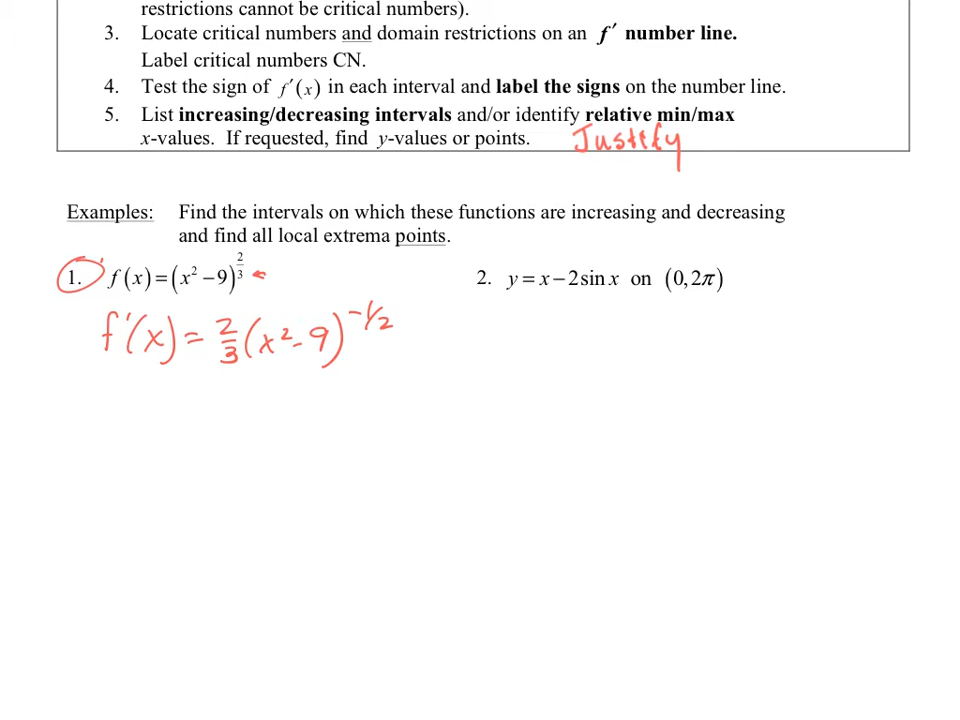 restrictions cannot be critical numbers).
3. Locate critical numbers and domain restrictions on an f′ number line.
Label critical numbers CN.
4. Test the sign of f′(x) in each interval and label the signs on the number line.
5. List increasing/decreasing intervals and/or identify relative min/max
x-values. If requested, find y-values or points. Justify
Examples: Find the intervals on which these functions are increasing and decreasing
and find all local extrema points.
1. f(x)=(x²−9)^(2/3) ←
f'(x) = 2/3 (x²-9)^(-1/2)
2. y=x−2sin x on (0,2π)